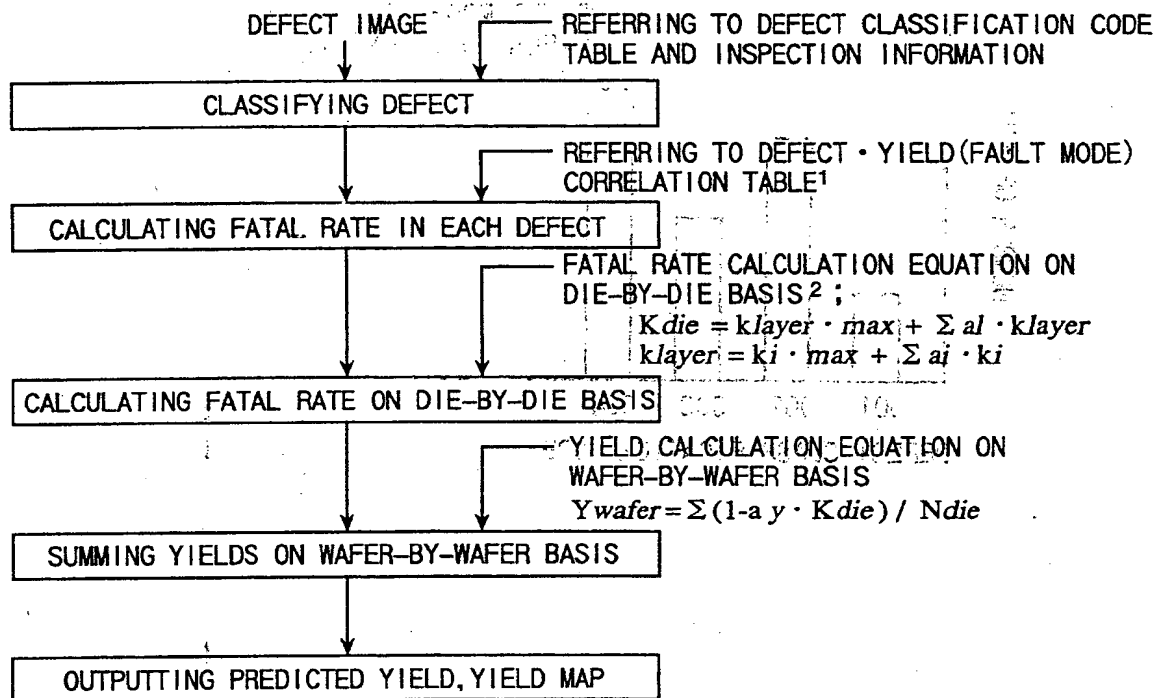 DEFECT IMAGE
REFERRING TO DEFECT CLASSIFICATION CODE
TABLE AND INSPECTION INFORMATION
CLASSIFYING DEFECT
REFERRING TO DEFECT・YIELD(FAULT MODE)
CORRELATION TABLE¹
CALCULATING FATAL RATE IN EACH DEFECT
FATAL RATE CALCULATION EQUATION ON
DIE-BY-DIE BASIS²;
Kdie = klayer・max + Σ al・klayer
klayer = ki・max + Σ ai・ki
CALCULATING FATAL RATE ON DIE-BY-DIE BASIS
YIELD CALCULATION EQUATION ON
WAFER-BY-WAFER BASIS
Ywafer=Σ(1-a y・Kdie)/ Ndie
SUMMING YIELDS ON WAFER-BY-WAFER BASIS
OUTPUTTING PREDICTED YIELD, YIELD MAP